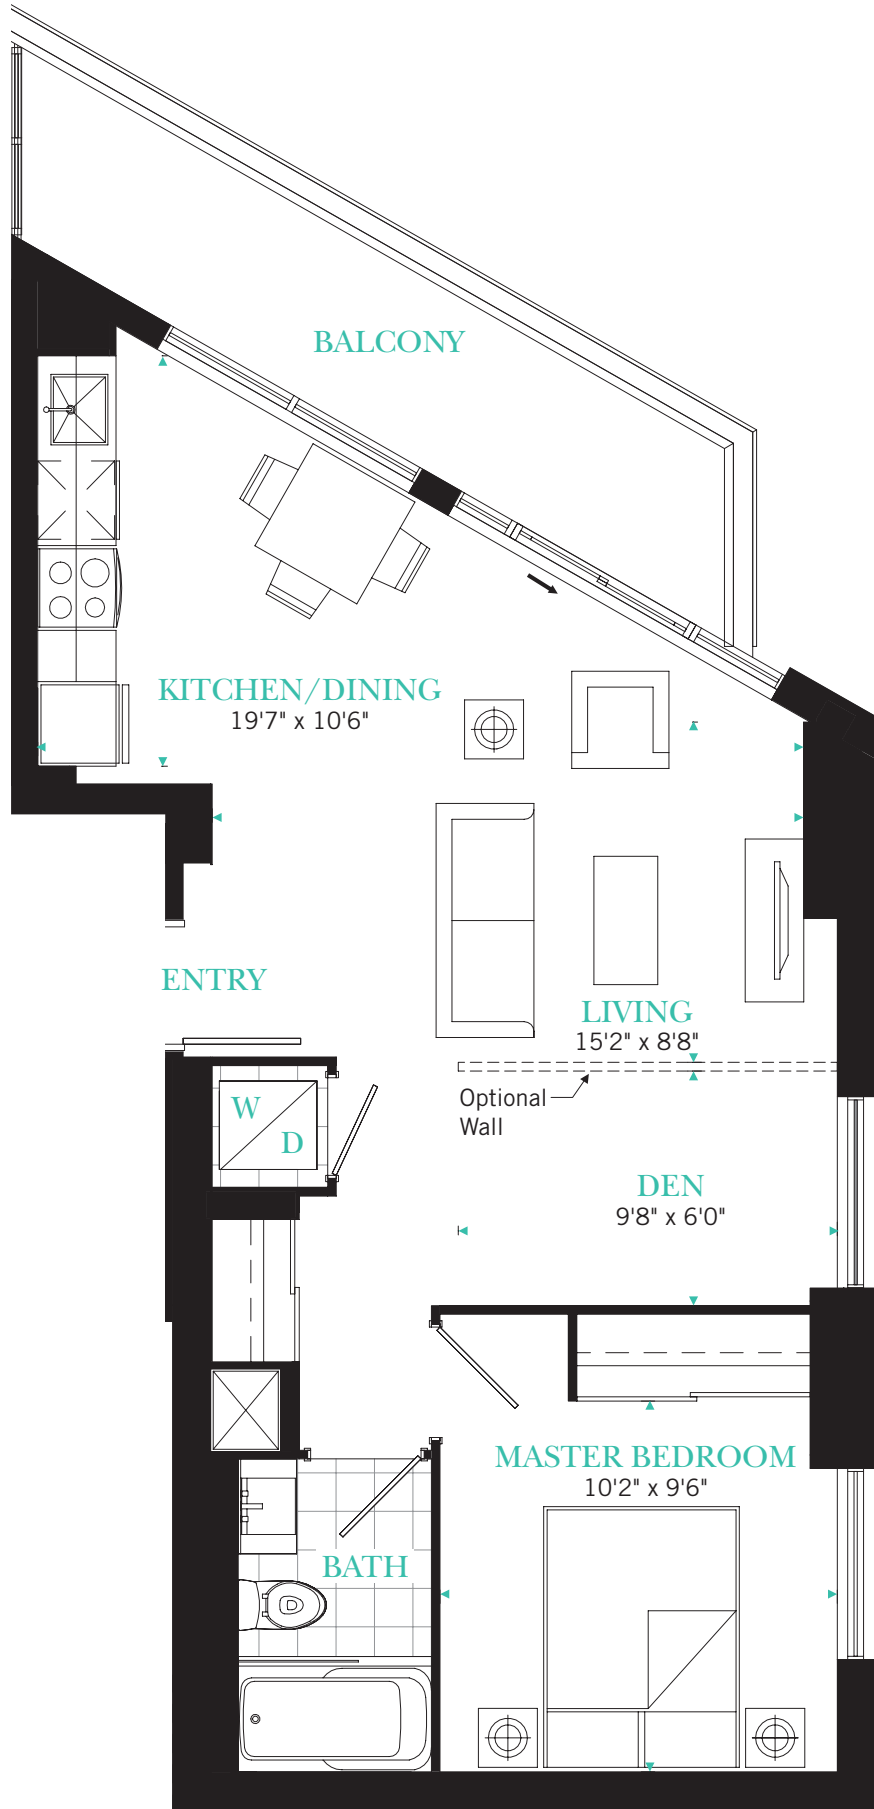 BALCONY
KITCHEN/DINING
19'7" x 10'6"
ENTRY
LIVING
15'2" x 8'8"
Optional
Wall
W
D
DEN
9'8" x 6'0"
MASTER BEDROOM
10'2" x 9'6"
BATH